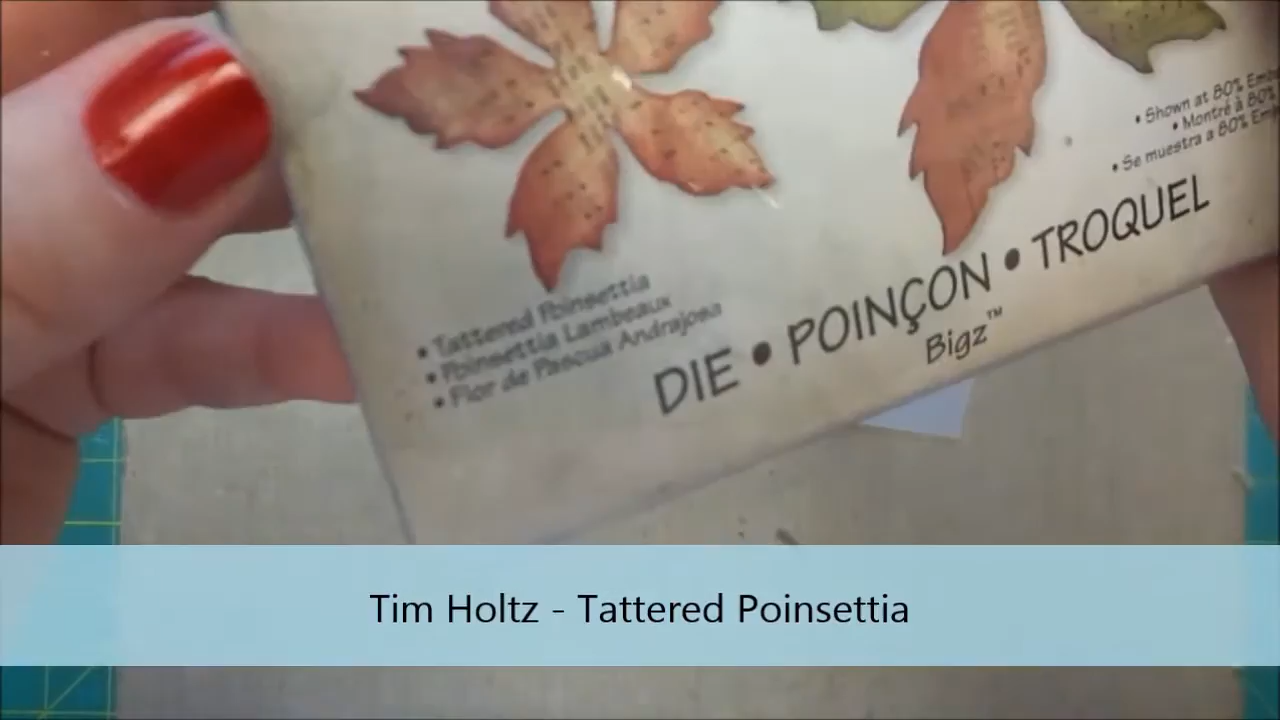 • Shown at 80%
• Montré à 80%
• Se muestra a 80%
• Tattered Poinsettia
• Poinsettia Lambeaux
• Flor de Pascua Andrajosa
DIE • POINÇON • TROQUEL
Bigz™
Tim Holtz - Tattered Poinsettia